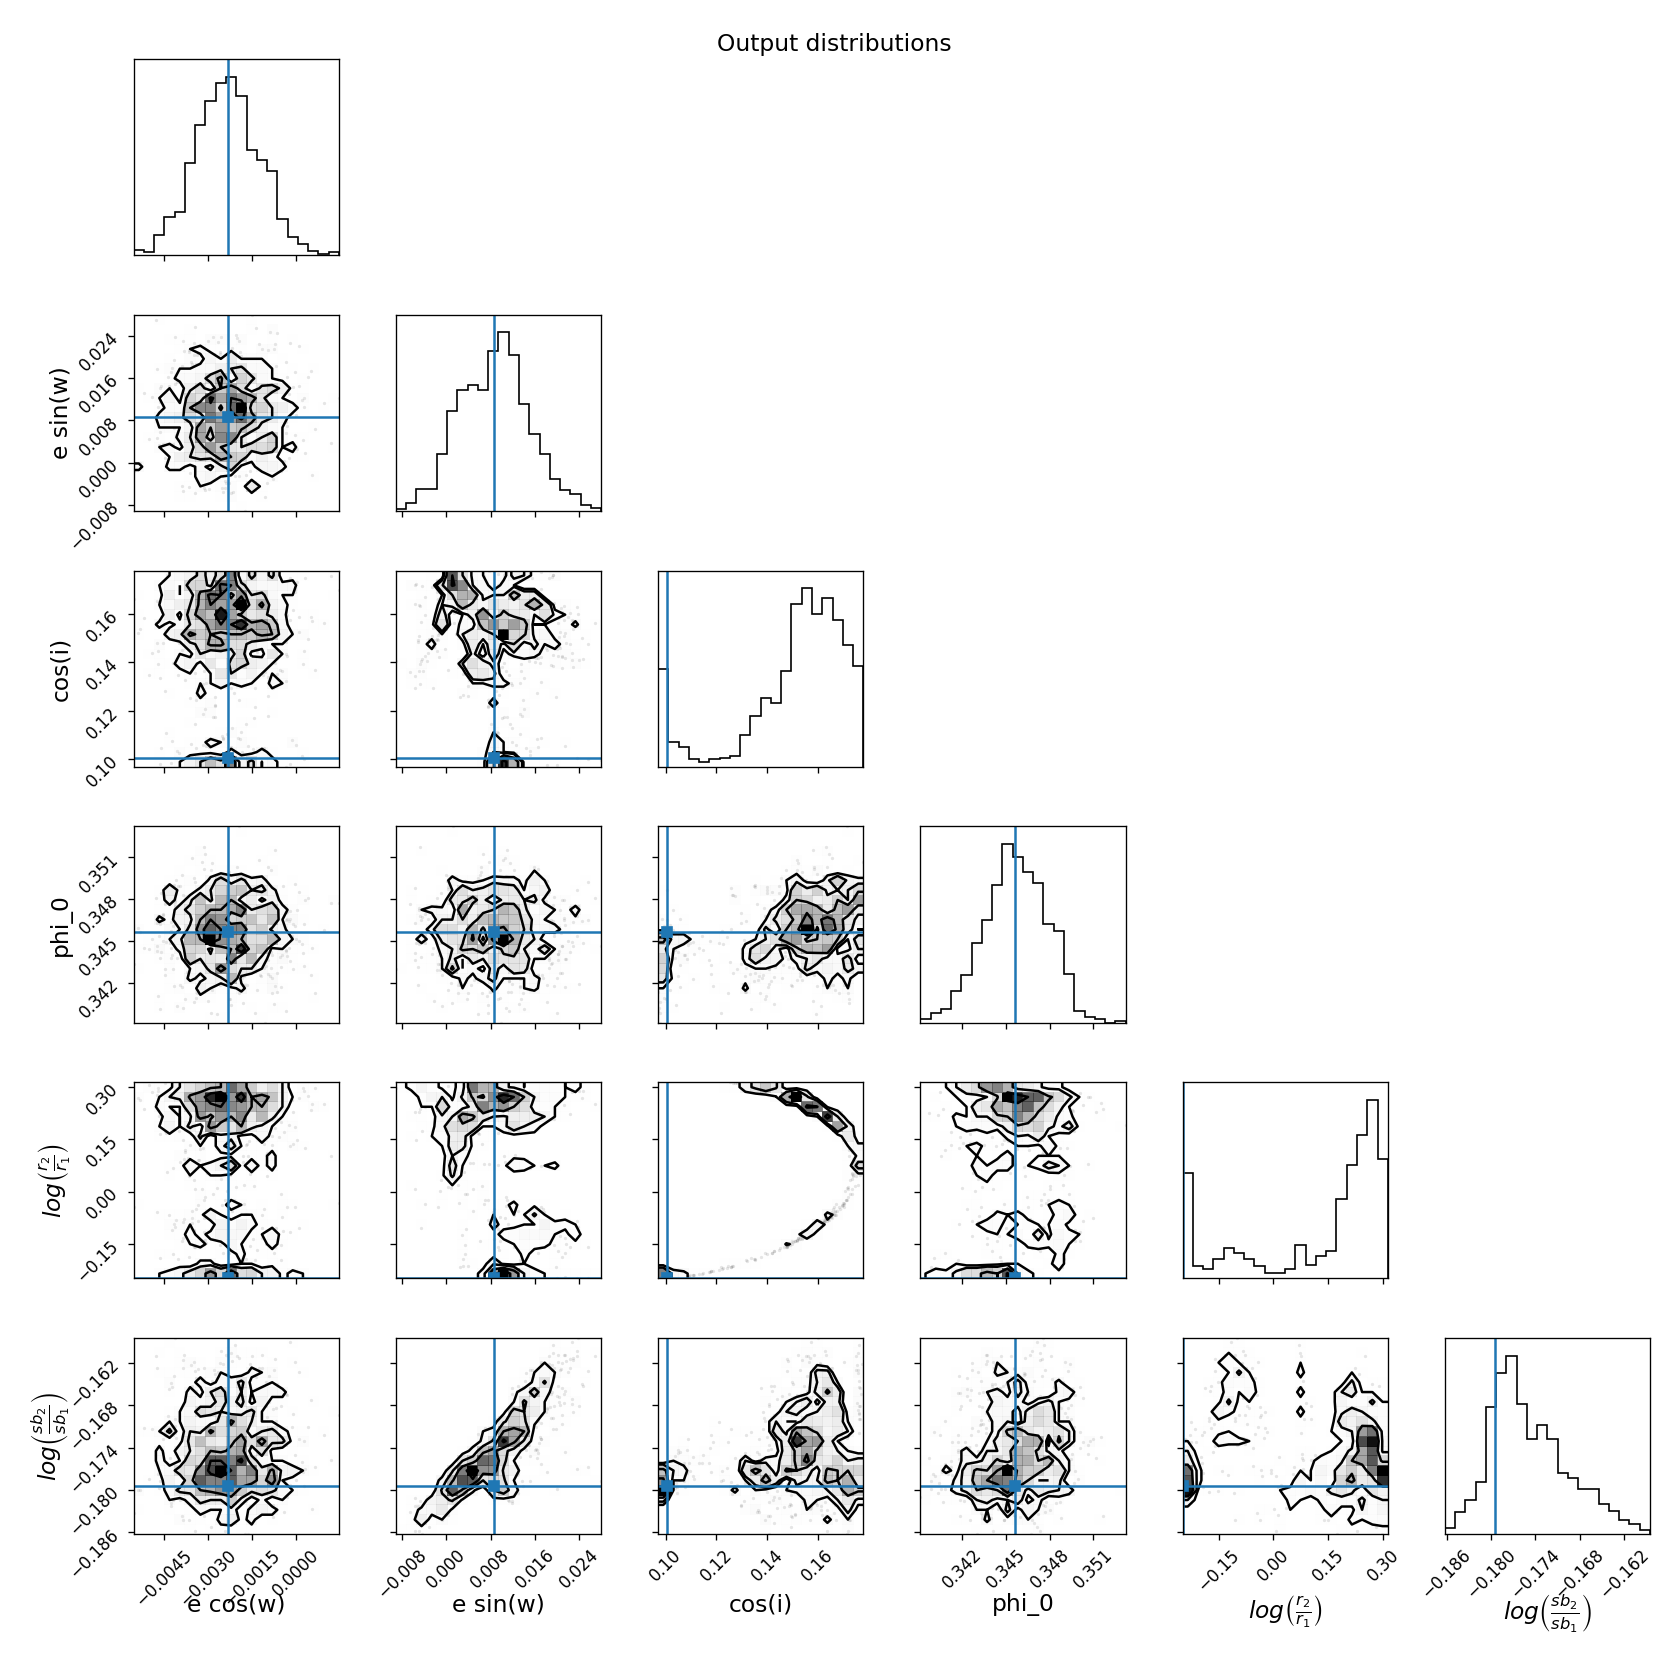 Output distributions
e sin(w)
0.024
0.016
0.008
0.000
−0.008
cos(i)
0.16
0.14
0.12
0.10
phi_0
0.351
0.348
0.345
0.342
log(r₂/r₁)
0.30
0.15
0.00
−0.15
log(sb₂/sb₁)
−0.162
−0.168
−0.174
−0.180
−0.186
−0.0045 −0.0030 −0.0015 0.0000
e cos(w)
−0.008 0.000 0.008 0.016 0.024
e sin(w)
0.10 0.14 0.16
cos(i)
0.342 0.345 0.348 0.351
phi_0
−0.15 0.00 0.15 0.30
log(r₂/r₁)
−0.186 −0.180 −0.174 −0.168 −0.162
log(sb₂/sb₁)